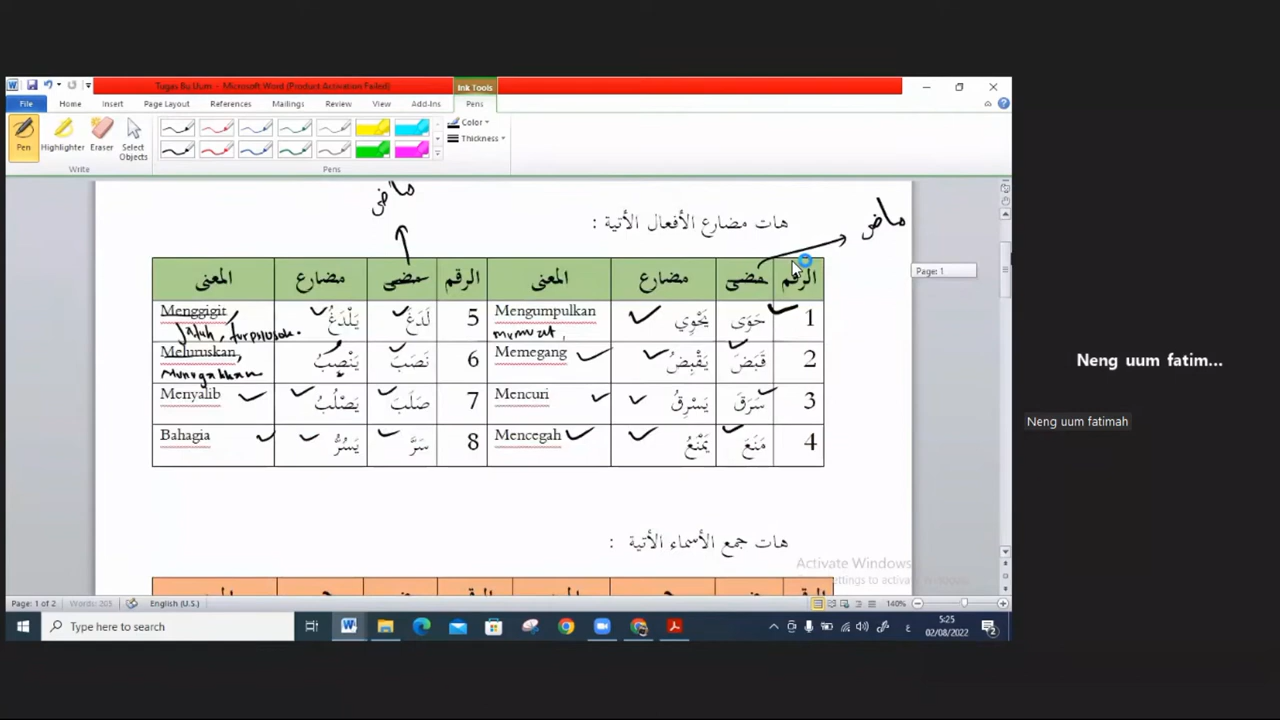 Tugas Bu Uum - Microsoft Word (Product Activation Failed)
Ink Tools
File Home Insert Page Layout References Mailings Review View Add-Ins Pens
Pen Highlighter Eraser Select Objects
Color
Thickness
Write Pens
ماض
ماض
هات مضارع الأفعال الأتية :
Page: 1
الرقم مضى مضارع المعنى الرقم مضى مضارع المعنى
1 حَوَى يَحْوِي Mengumpulkan 5 لَدَغَ يَلْدَغُ Menggigit
memuat,
2 قَبَضَ يَقْبِضُ Memegang 6 نَصَبَ يَنْصِبُ Meluruskan,
3 سَرَقَ يَسْرِقُ Mencuri 7 صَلَبَ يَصْلُبُ Menyalib
4 مَنَعَ يَمْنَعُ Mencegah 8 سَرَّ يَسُرُّ Bahagia
هات جمع الأسماء الأتية :
Activate Windows
Neng uum fatim...
Neng uum fatimah
Page: 1 of 2 Words: 205 English (U.S.) 140%
Type here to search
5:25
02/08/2022